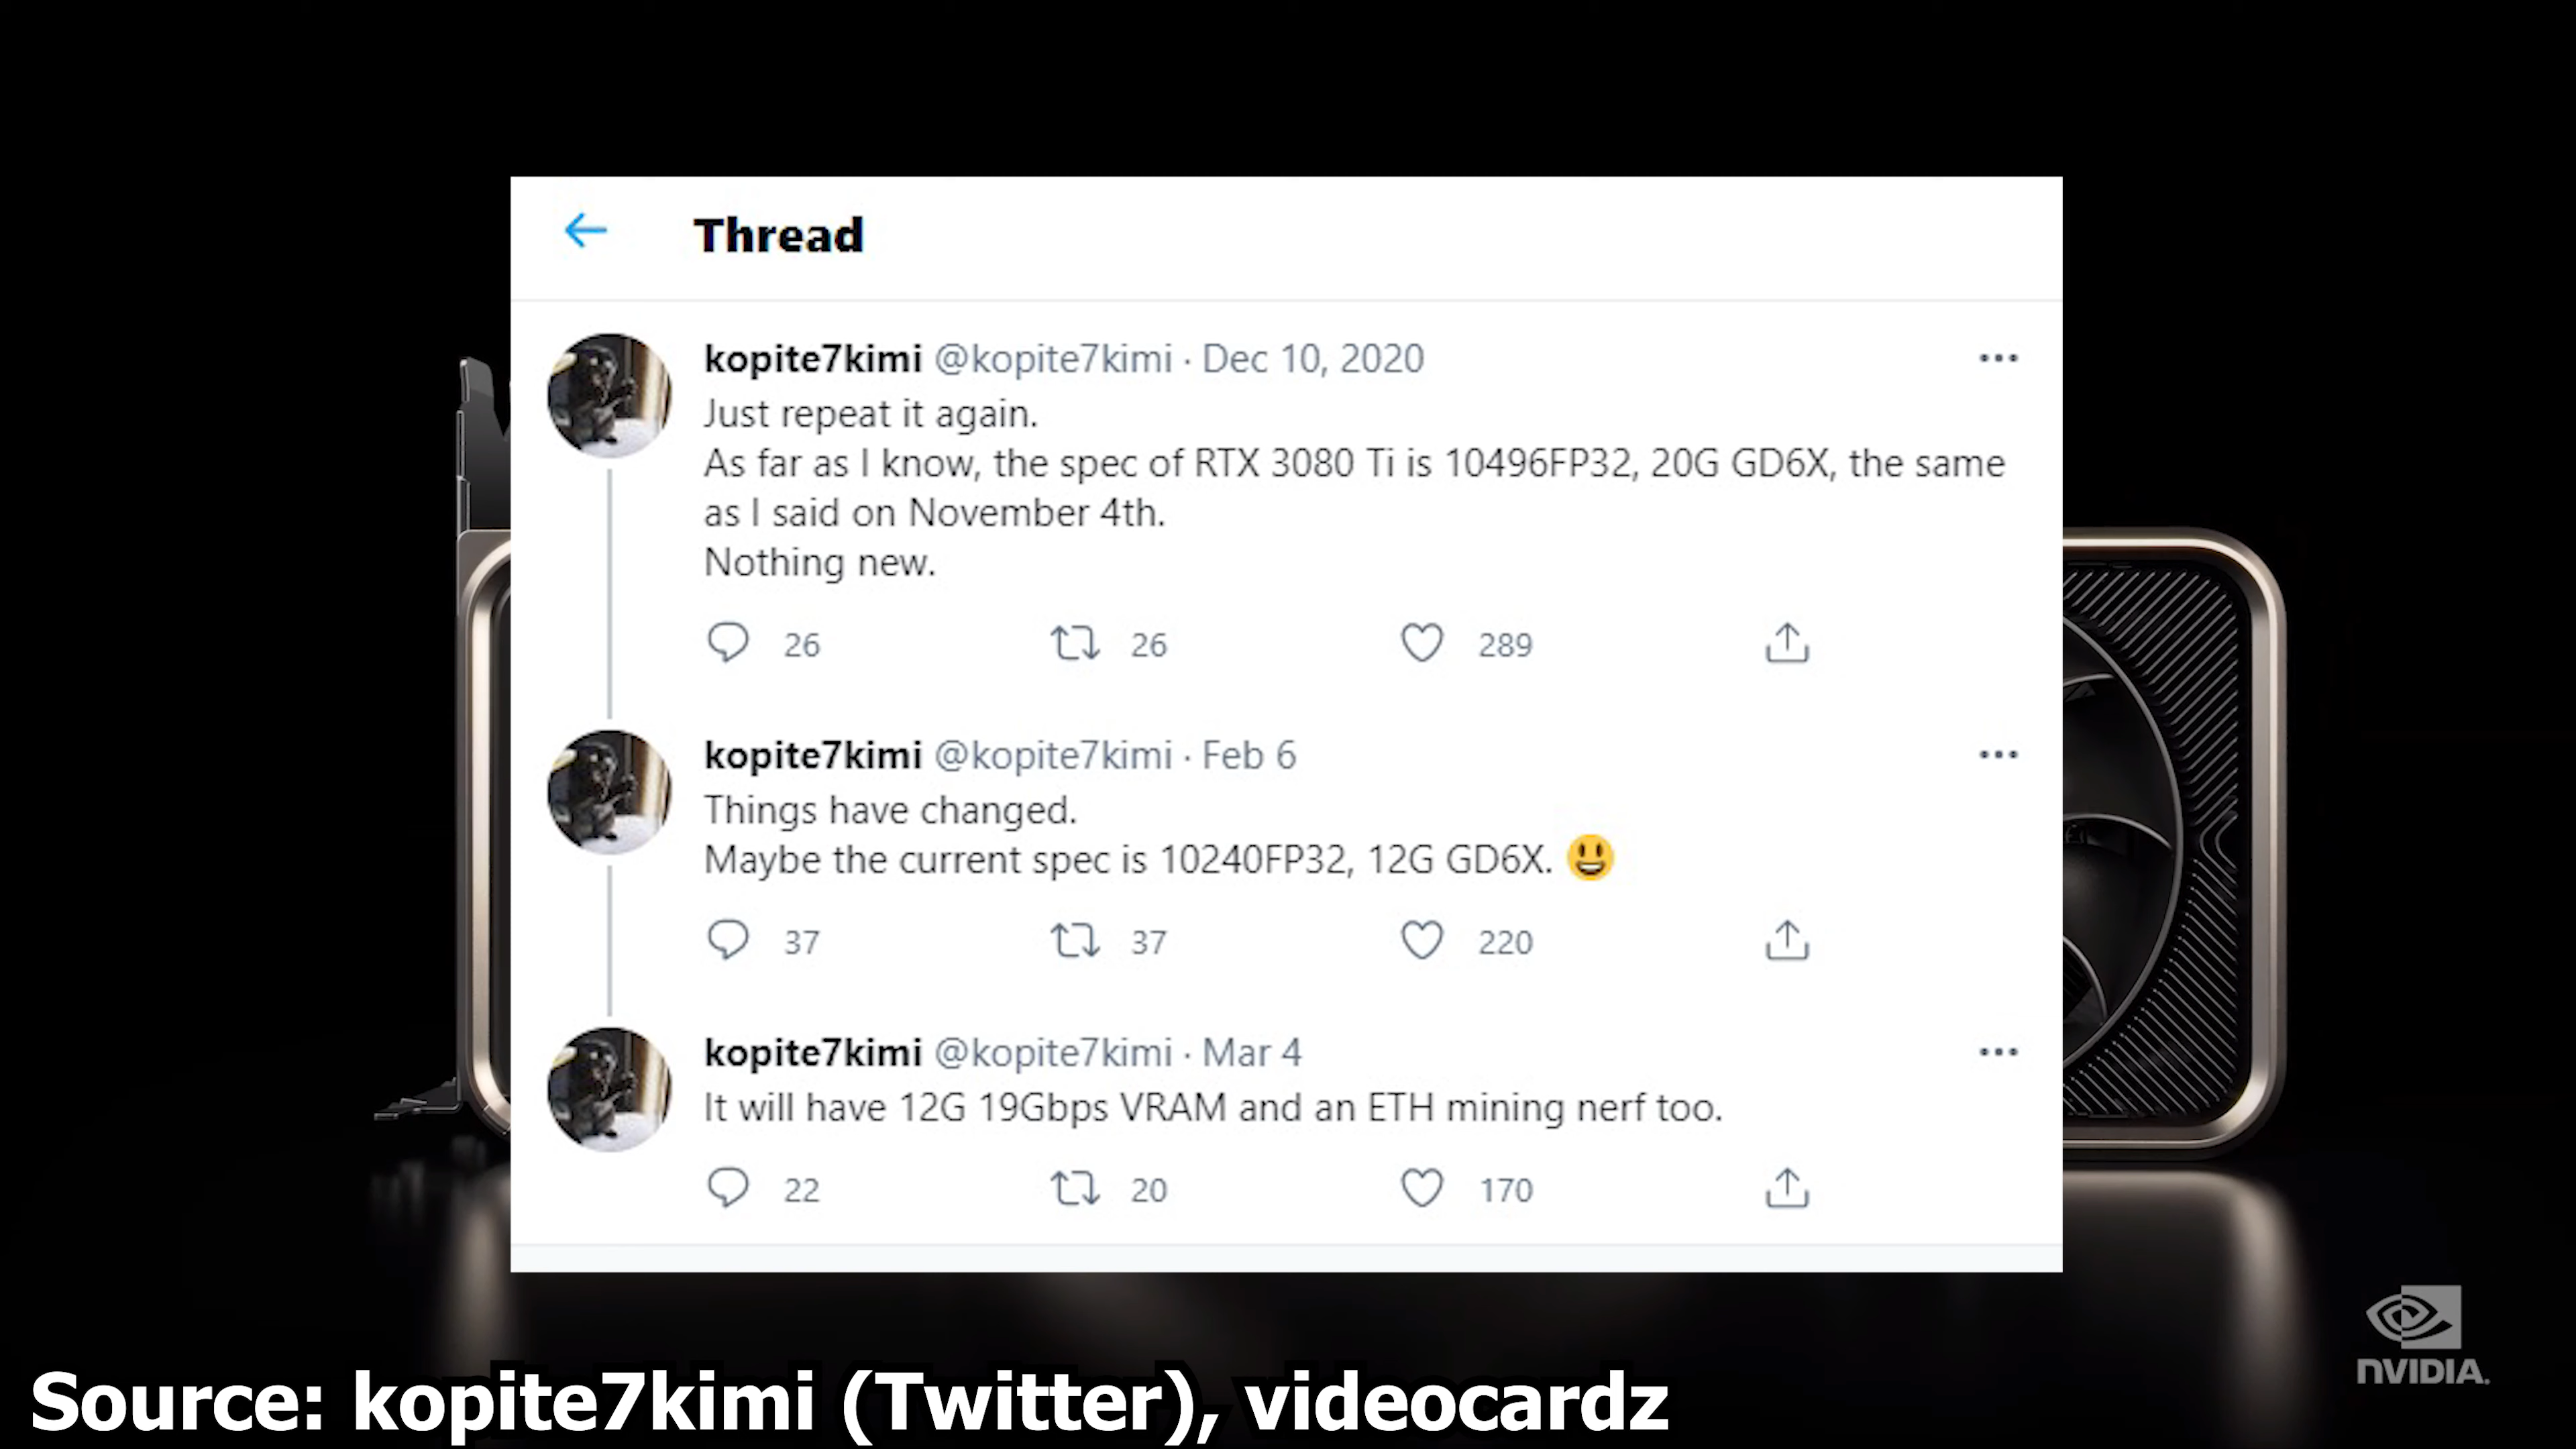 Thread
kopite7kimi @kopite7kimi · Dec 10, 2020
Just repeat it again.
As far as I know, the spec of RTX 3080 Ti is 10496FP32, 20G GD6X, the same
as I said on November 4th.
Nothing new.
26 26 289
kopite7kimi @kopite7kimi · Feb 6
Things have changed.
Maybe the current spec is 10240FP32, 12G GD6X. 😃
37 37 220
kopite7kimi @kopite7kimi · Mar 4
It will have 12G 19Gbps VRAM and an ETH mining nerf too.
22 20 170
NVIDIA.
Source: kopite7kimi (Twitter), videocardz